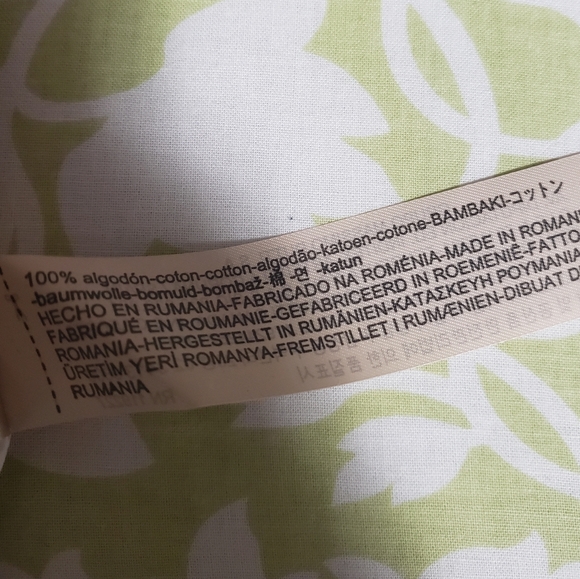 100% algodón-coton-cotton-algodão-katoen-cotone-BAMBAKI-コットン
-baumwolle-bomuld-bombaž-棉-면 -katun
HECHO EN RUMANIA-FABRICADO NA ROMÉNIA-MADE IN ROMAN
FABRIQUÉ EN ROUMANIE-GEFABRICEERD IN ROEMENIË-FATTO
ROMANIA-HERGESTELLT IN RUMÄNIEN-ΚΑΤΑΣΚΕΥΗ ΡΟΥΜΑΝΙΑ
ÜRETİM YERİ ROMANYA-FREMSTILLET I RUMÆNIEN-DIBUAT D
RUMANIA